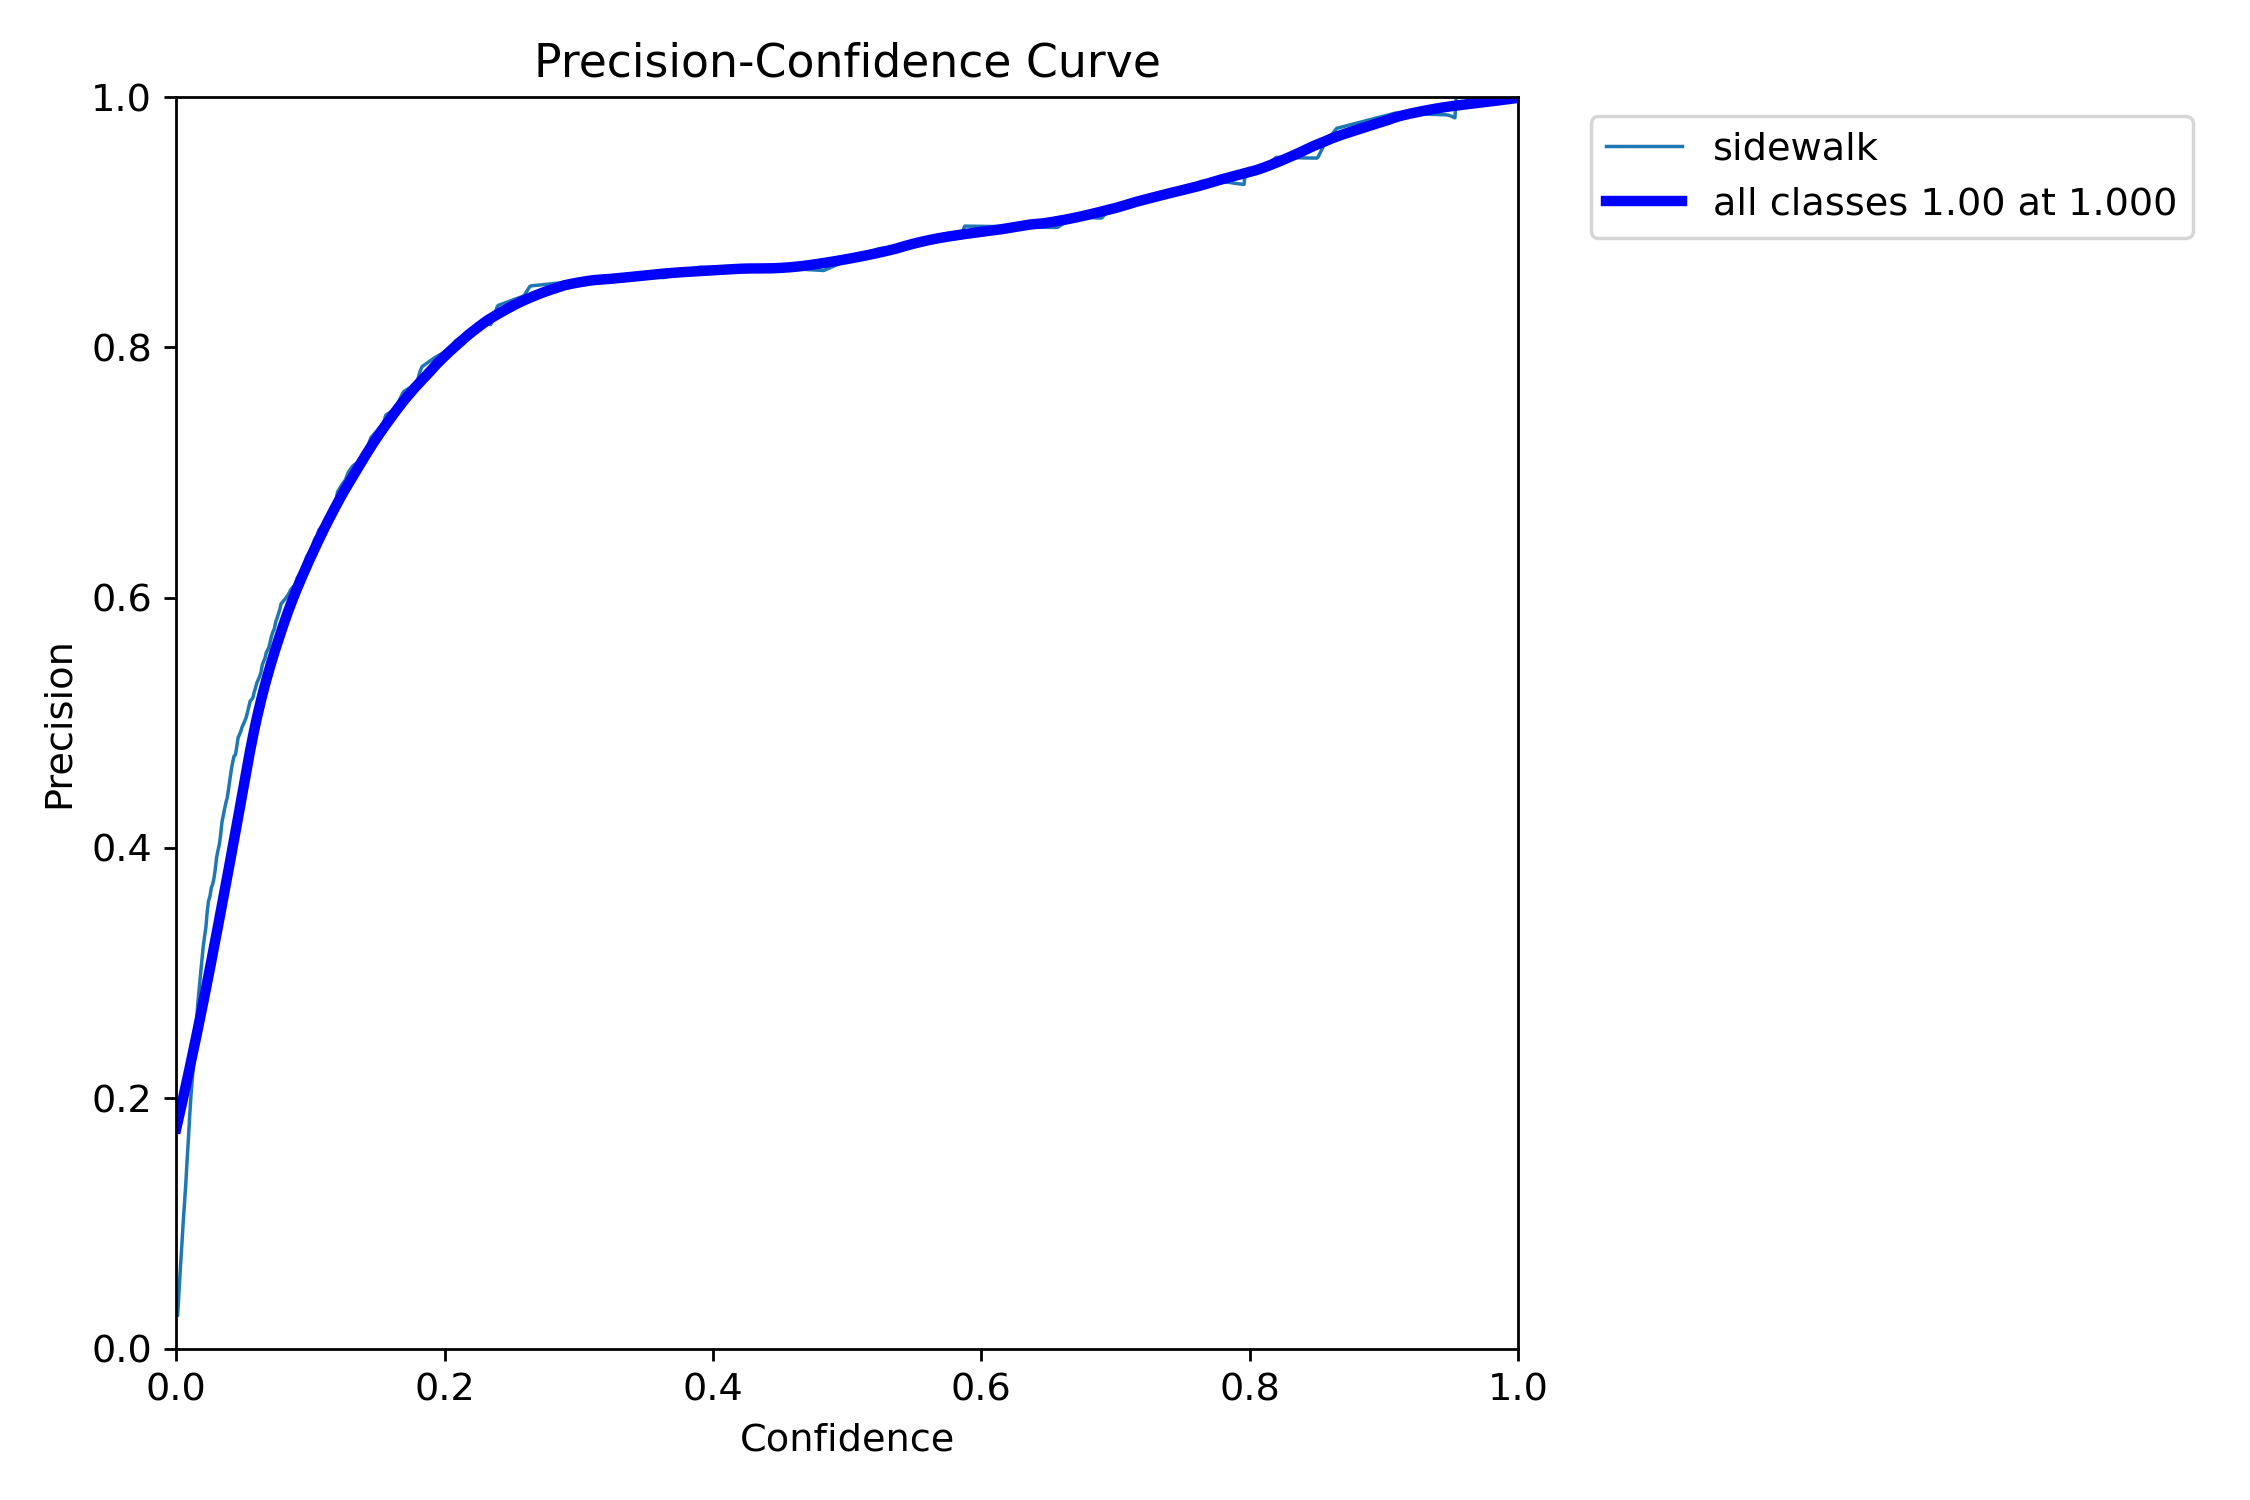 Precision-Confidence Curve
1.0
0.8
0.6
0.4
0.2
0.0
Precision
0.0 0.2 0.4 0.6 0.8 1.0
Confidence
sidewalk
all classes 1.00 at 1.000